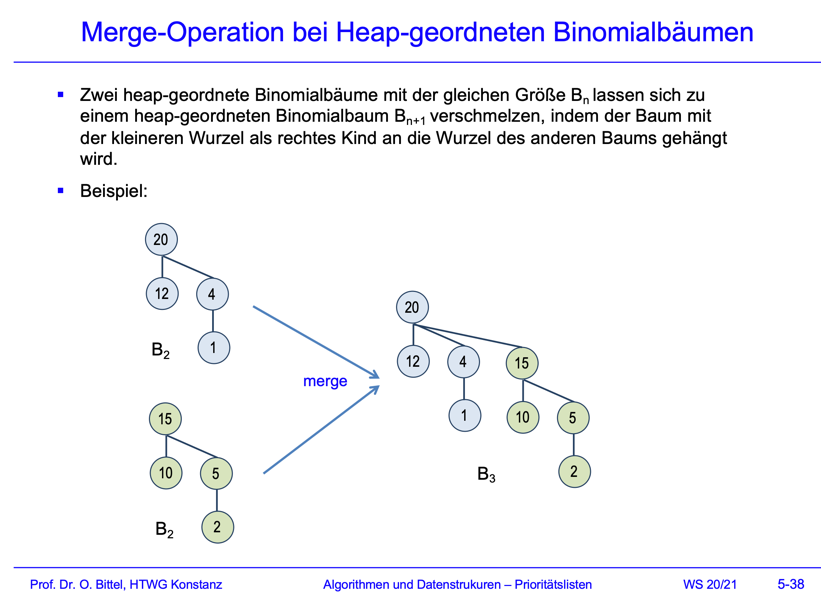 Merge-Operation bei Heap-geordneten Binomialbäumen
▪ Zwei heap-geordnete Binomialbäume mit der gleichen Größe Bn lassen sich zu
einem heap-geordneten Binomialbaum Bn+1 verschmelzen, indem der Baum mit
der kleineren Wurzel als rechtes Kind an die Wurzel des anderen Baums gehängt
wird.
▪ Beispiel:
20
12 4
1
B2
15
10 5
2
B2
merge
20
12 4 15
1 10 5
2
B3
Prof. Dr. O. Bittel, HTWG Konstanz Algorithmen und Datenstrukuren – Prioritätslisten WS 20/21 5-38